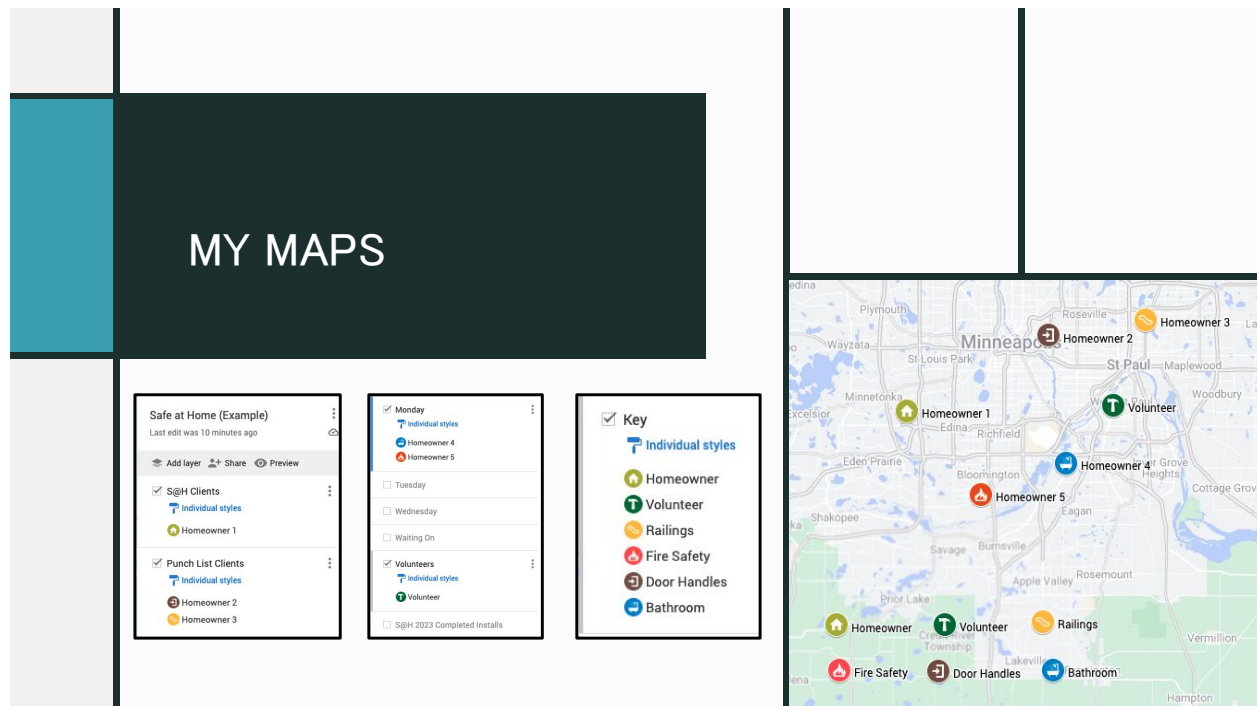 MY MAPS
Safe at Home (Example)
Last edit was 10 minutes ago
Add layer Share Preview
S@H Clients
Individual styles
Homeowner 1
Punch List Clients
Individual styles
Homeowner 2
Homeowner 3
Monday
Individual styles
Homeowner 4
Homeowner 5
Tuesday
Wednesday
Waiting On
Volunteers
Individual styles
Volunteer
S@H 2023 Completed Installs
Key
Individual styles
Homeowner
Volunteer
Railings
Fire Safety
Door Handles
Bathroom
Plymouth
Roseville
Homeowner 3
Homeowner 2
Wayzata
St Louis Park
St Paul
Maplewood
Minnetonka
Woodbury
Homeowner 1
Volunteer
Edina
Richfield
Eden Prairie
Bloomington
Homeowner 4
Heights
Cottage Grov
Homeowner 5
Eagan
Shakopee
Savage
Burnsville
Apple Valley
Rosemount
Prior Lake
Homeowner
Volunteer
Railings
Township
Vermillion
Lakeville
Fire Safety
Door Handles
Bathroom
Hampton